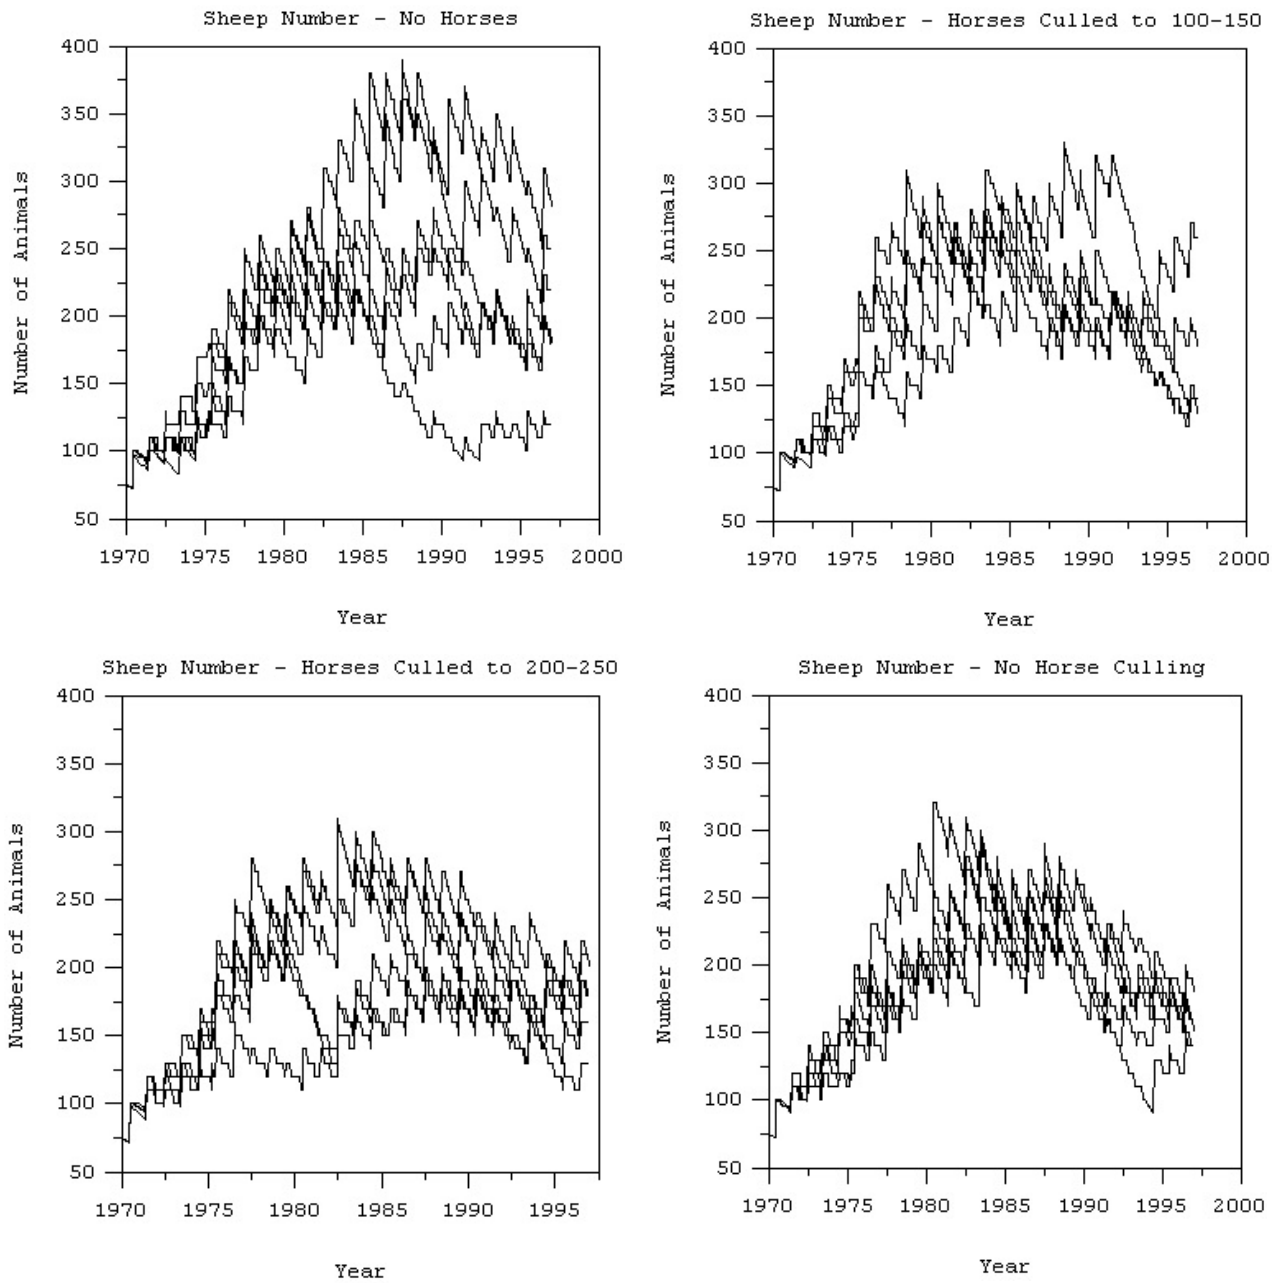 Sheep Number - No Horses
400
350
300
250
200
150
100
50
Number of Animals
1970 1975 1980 1985 1990 1995 2000
Year
Sheep Number - Horses Culled to 100-150
400
350
300
250
200
150
100
50
Number of Animals
1970 1975 1980 1985 1990 1995 2000
Year
Sheep Number - Horses Culled to 200-250
400
350
300
250
200
150
100
50
Number of Animals
1970 1975 1980 1985 1990 1995
Year
Sheep Number - No Horse Culling
400
350
300
250
200
150
100
50
Number of Animals
1970 1975 1980 1985 1990 1995 2000
Year